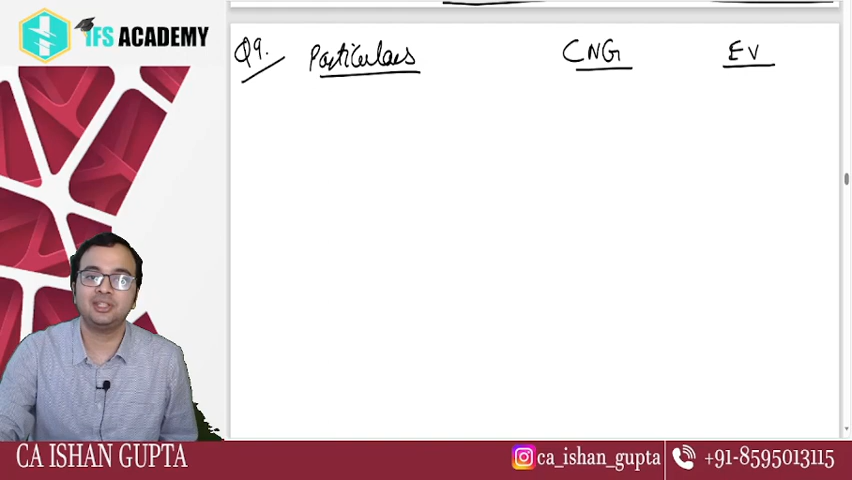 IFS ACADEMY
Q9. Particulars CNG EV
CA ISHAN GUPTA
ca_ishan_gupta
+91-8595013115